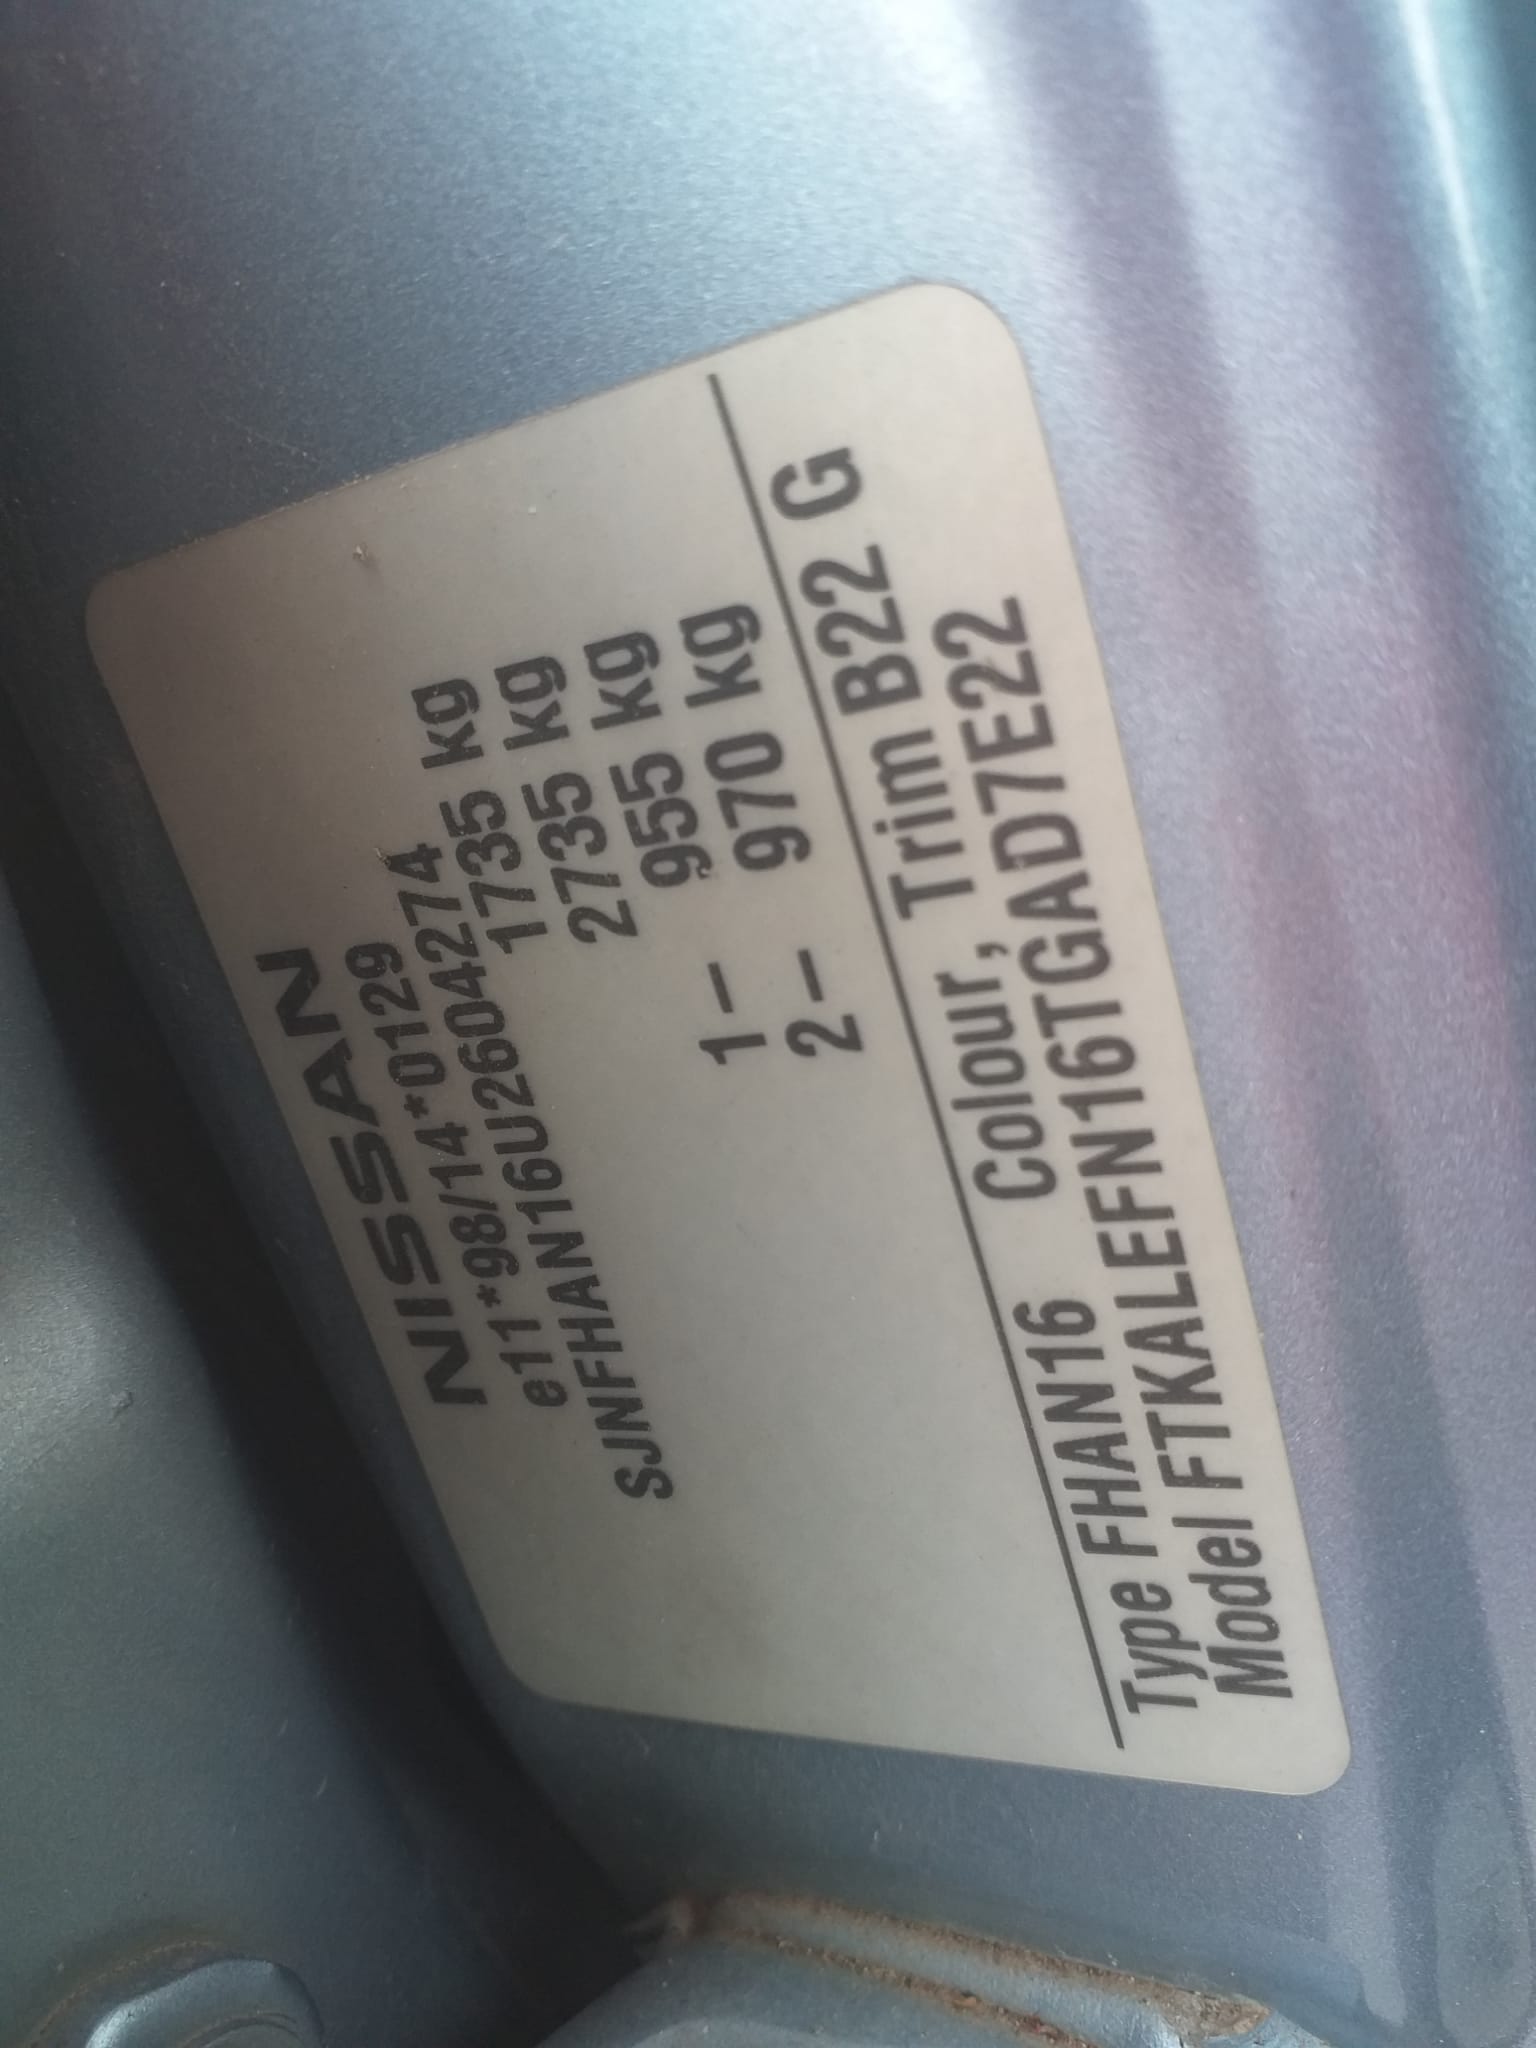 NISSAN
e11*98/14*0129
SJNFHAN16U2604274
1735 kg
2735 kg
1– 955 kg
2– 970 kg
Type FHAN16 Colour, Trim B22 G
Model FTKALEFN16TGAD7E22